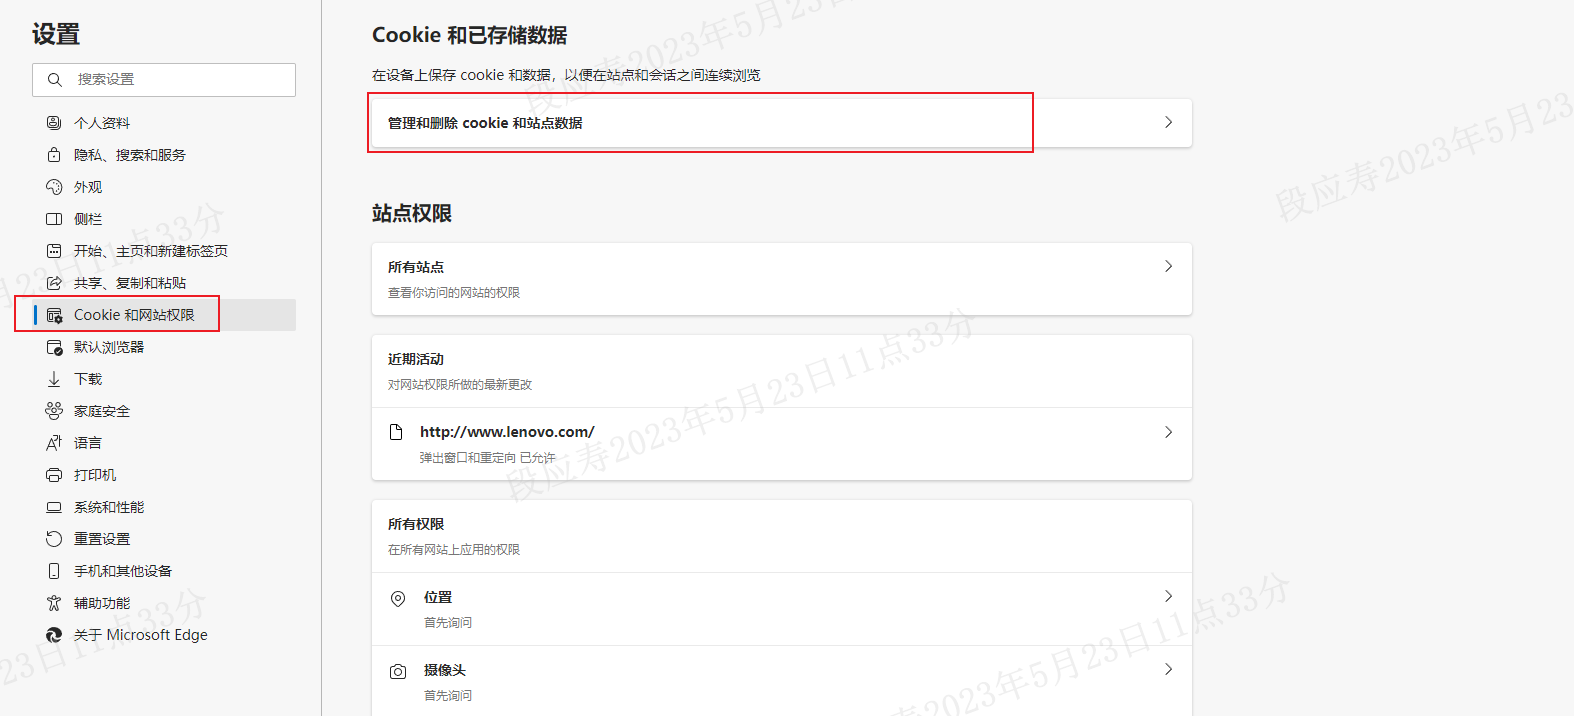 设置
搜索设置
个人资料
隐私、搜索和服务
外观
侧栏
开始、主页和新建标签页
共享、复制和粘贴
Cookie 和网站权限
默认浏览器
下载
家庭安全
语言
打印机
系统和性能
重置设置
手机和其他设备
辅助功能
关于 Microsoft Edge
Cookie 和已存储数据
在设备上保存 cookie 和数据，以便在站点和会话之间连续浏览
管理和删除 cookie 和站点数据
站点权限
所有站点
查看你访问的网站的权限
近期活动
对网站权限所做的最新更改
http://www.lenovo.com/
弹出窗口和重定向 已允许
所有权限
在所有网站上应用的权限
位置
首先询问
摄像头
首先询问
段应寿2023年5月23日
段应寿2023年5月23
月23日11点33分
段应寿2023年5月23日11点33分
23日11点33分
寿2023年5月23日11点33分